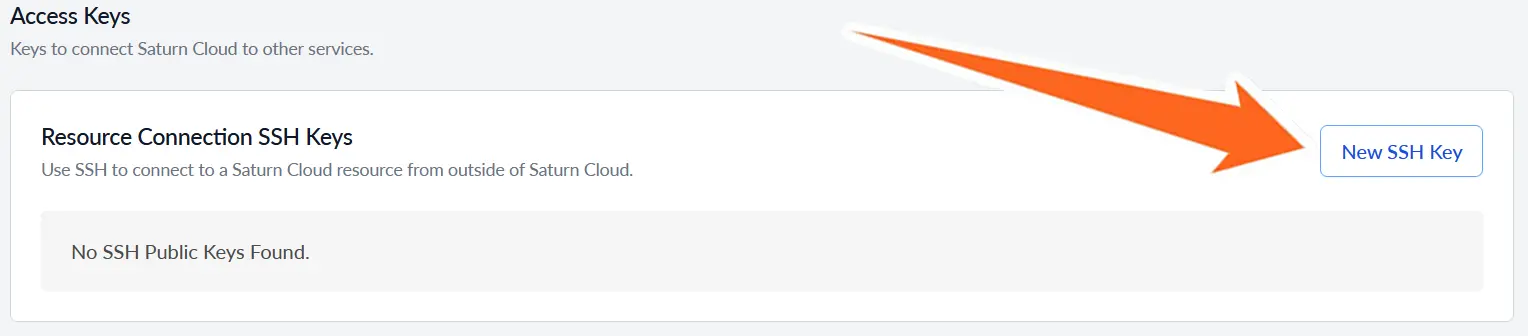 Access Keys
Keys to connect Saturn Cloud to other services.
Resource Connection SSH Keys
New SSH Key
Use SSH to connect to a Saturn Cloud resource from outside of Saturn Cloud.
No SSH Public Keys Found.